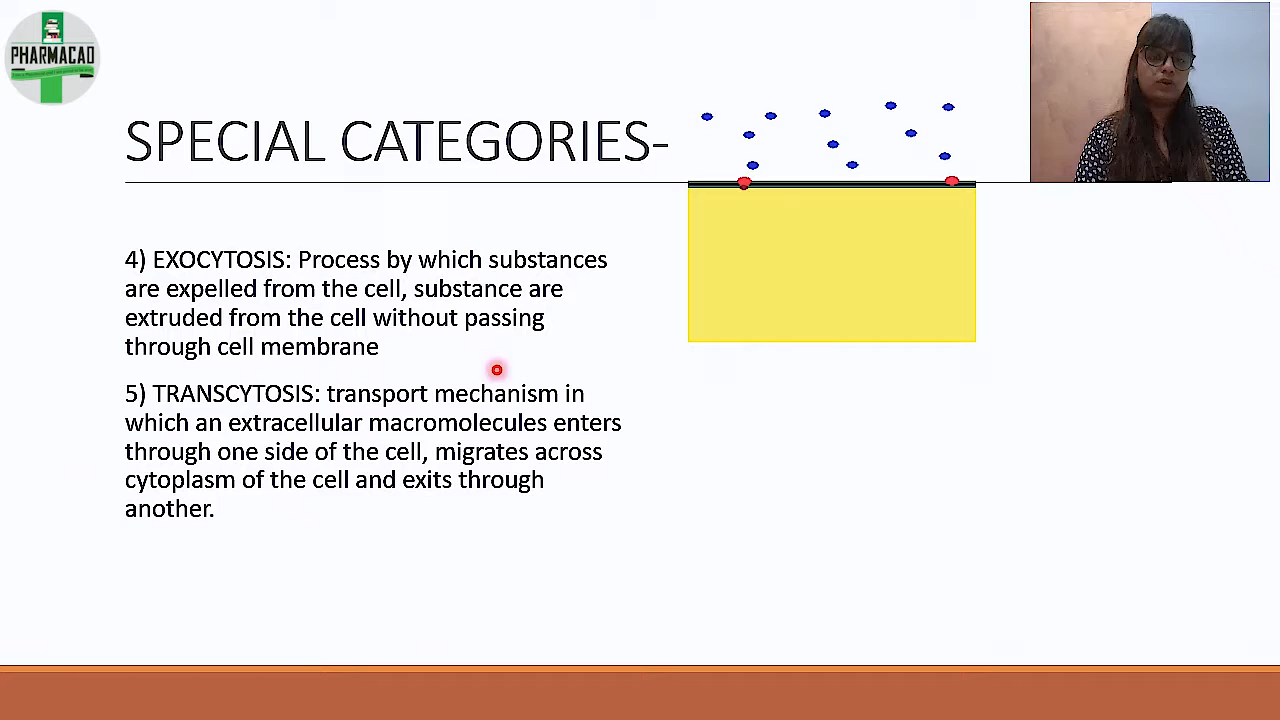 PHARMACAD
SPECIAL CATEGORIES-
4) EXOCYTOSIS: Process by which substances
are expelled from the cell, substance are
extruded from the cell without passing
through cell membrane
5) TRANSCYTOSIS: transport mechanism in
which an extracellular macromolecules enters
through one side of the cell, migrates across
cytoplasm of the cell and exits through
another.